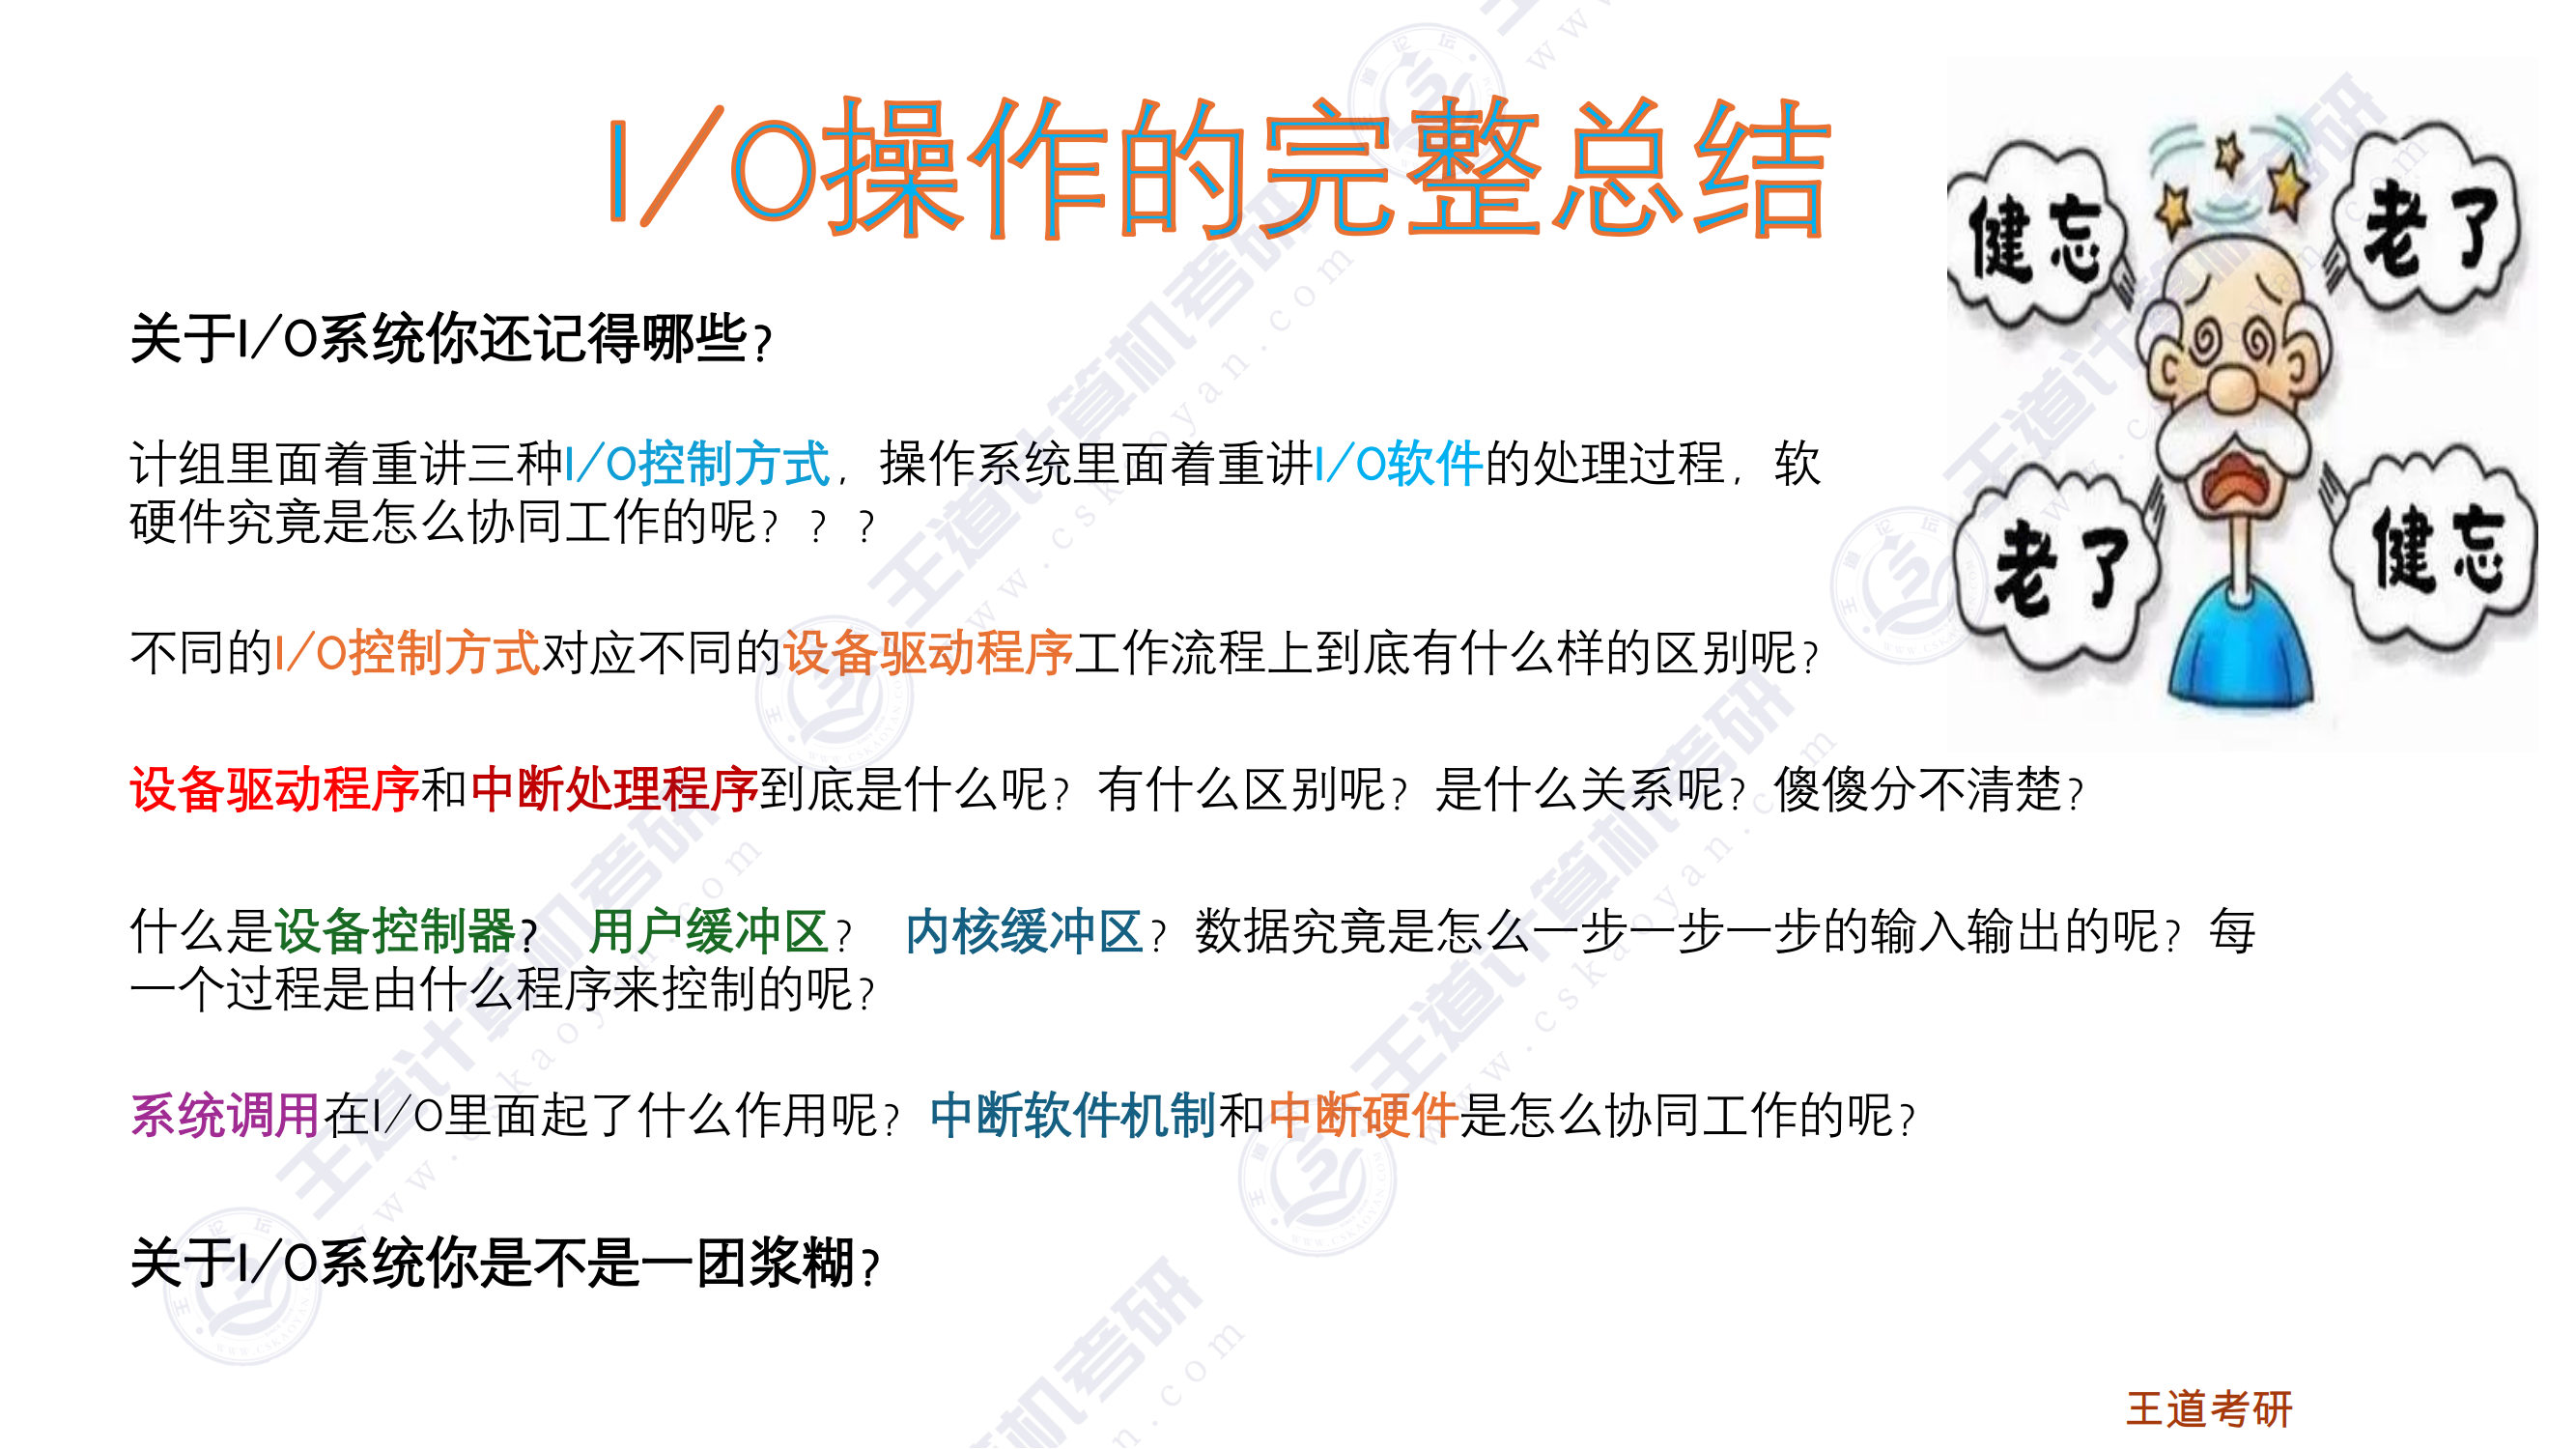 I/O操作的完整总结
健忘
老了
关于I/O系统你还记得哪些？
计组里面着重讲三种I/O控制方式，操作系统里面着重讲I/O软件的处理过程，软
硬件究竟是怎么协同工作的呢？？？
老了
健忘
不同的I/O控制方式对应不同的设备驱动程序工作流程上到底有什么样的区别呢？
设备驱动程序和中断处理程序到底是什么呢？有什么区别呢？是什么关系呢？傻傻分不清楚？
什么是设备控制器？ 用户缓冲区？ 内核缓冲区？数据究竟是怎么一步一步一步的输入输出的呢？每
一个过程是由什么程序来控制的呢？
系统调用在I/O里面起了什么作用呢？中断软件机制和中断硬件是怎么协同工作的呢？
关于I/O系统你是不是一团浆糊？
王道考研
王道计算机考研
www.cskaoyan.com